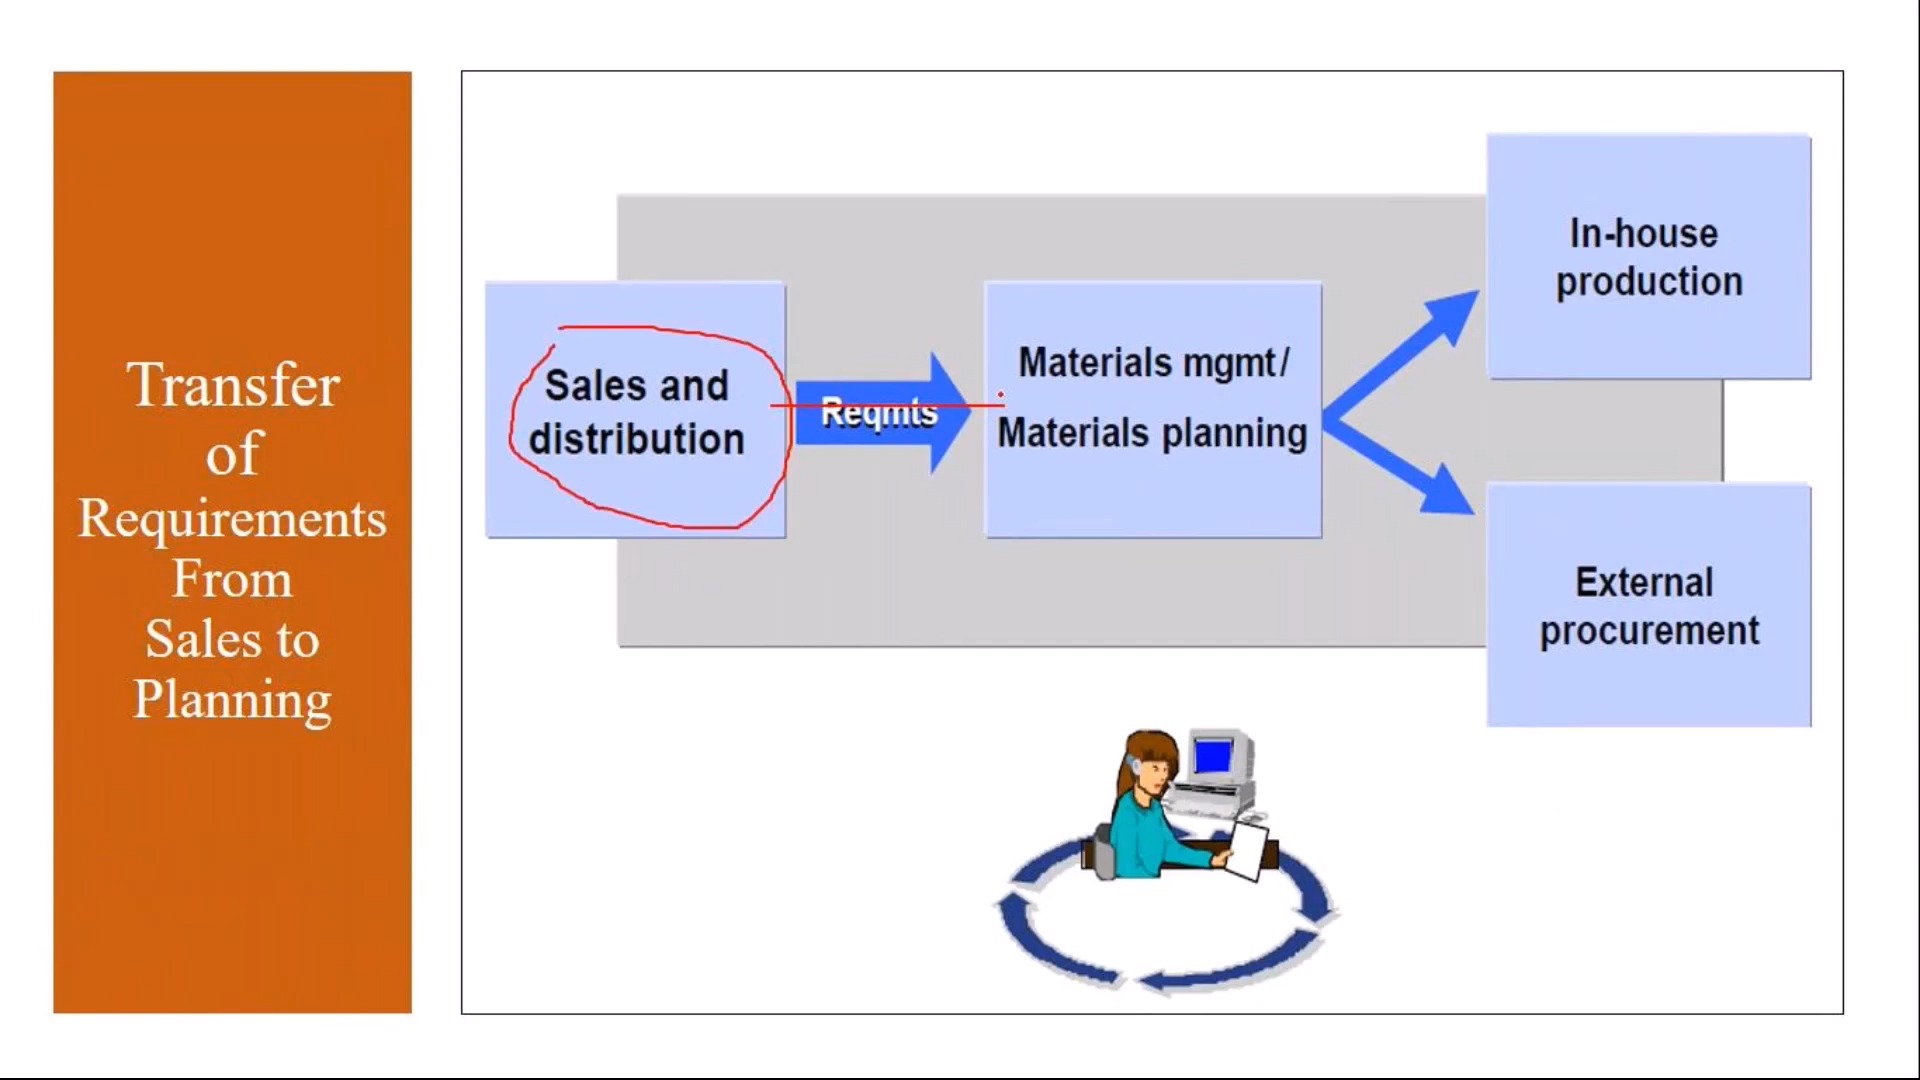 Transfer
of
Requirements
From
Sales to
Planning
Sales and
distribution
Reqmts
Materials mgmt/
Materials planning
In-house
production
External
procurement